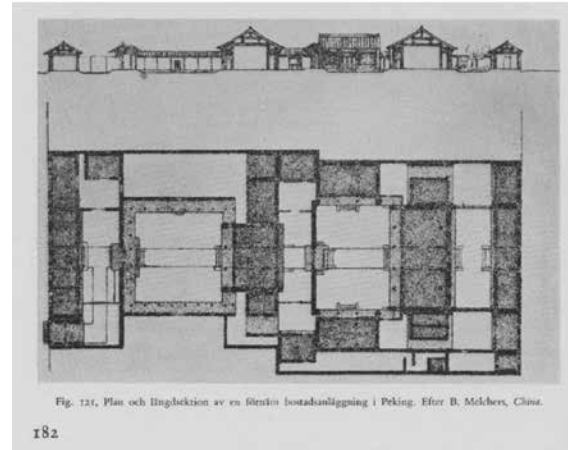 Fig. 121, Plan och längdsektion av en förnäm bostadsanläggning i Peking. Efter B. Melchers, China.
182